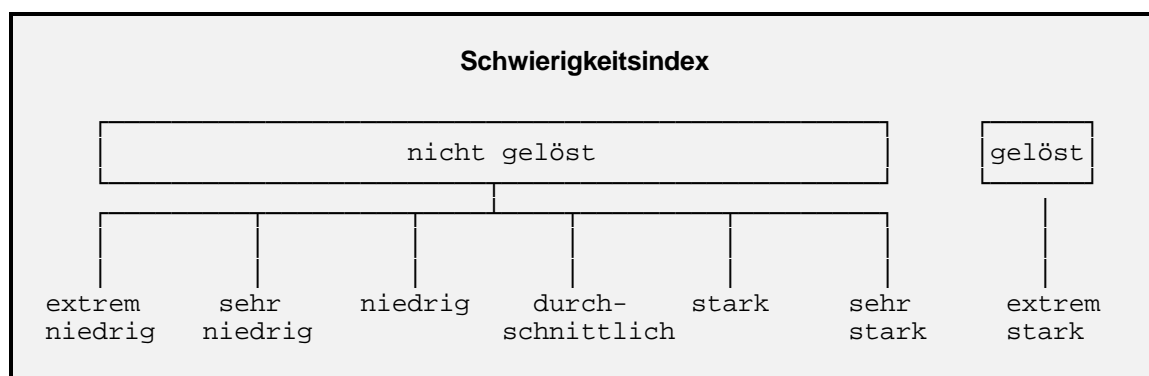 Schwierigkeitsindex
nicht gelöst gelöst
extrem sehr niedrig durch- stark sehr extrem
niedrig niedrig schnittlich stark stark